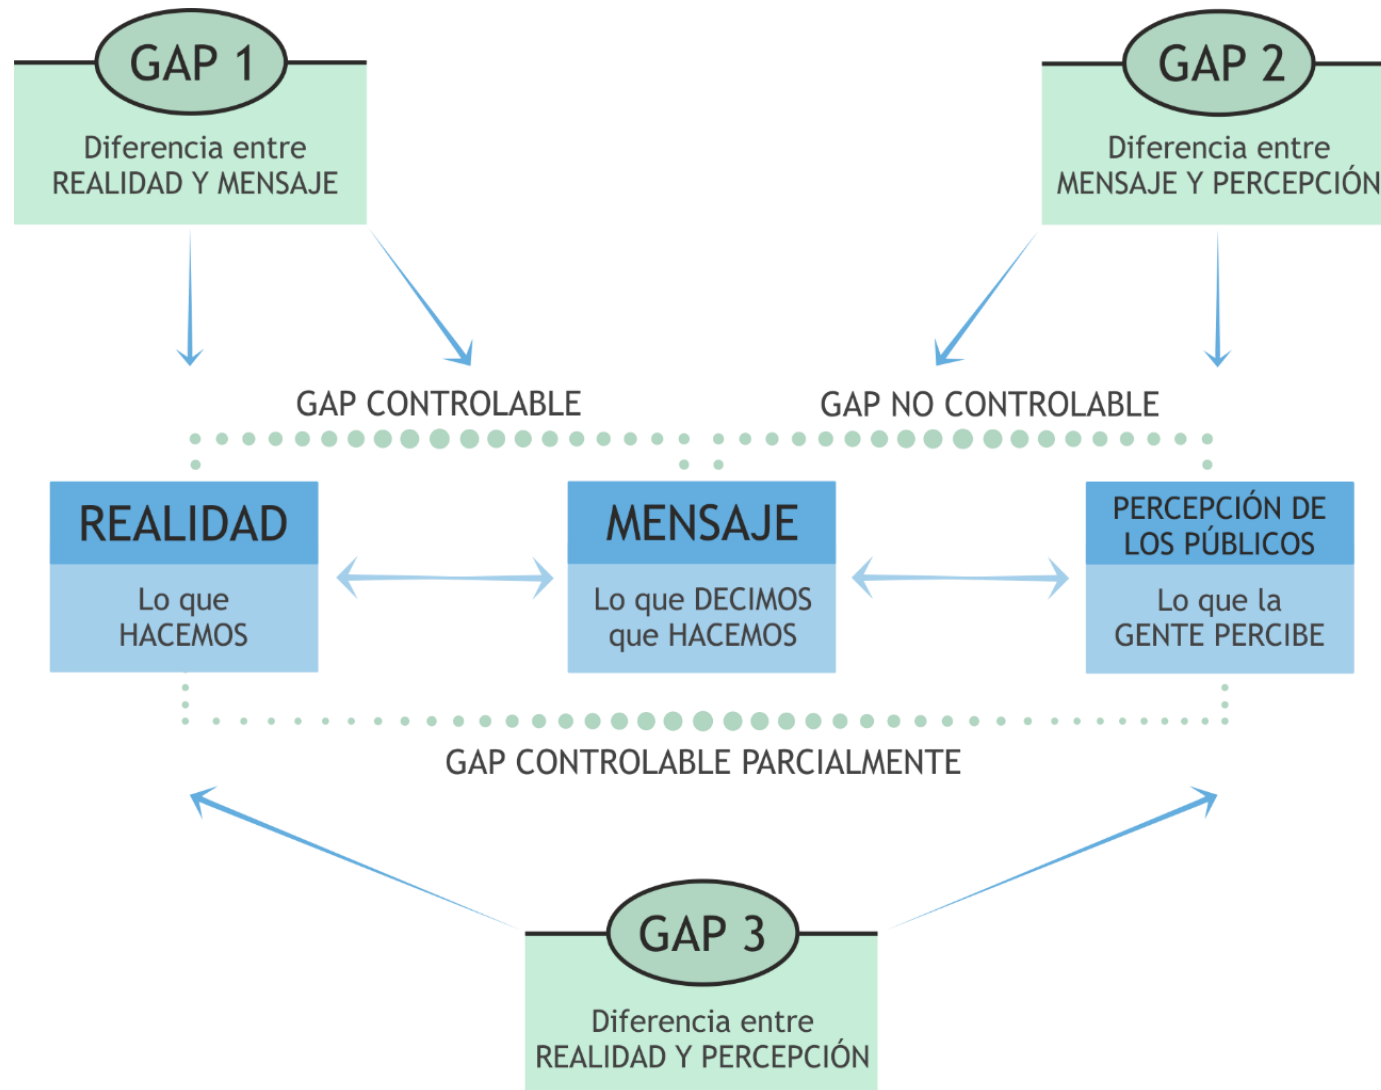 GAP 1
Diferencia entre
REALIDAD Y MENSAJE
GAP 2
Diferencia entre
MENSAJE Y PERCEPCIÓN
GAP CONTROLABLE
GAP NO CONTROLABLE
REALIDAD
Lo que
HACEMOS
MENSAJE
Lo que DECIMOS
que HACEMOS
PERCEPCIÓN DE
LOS PÚBLICOS
Lo que la
GENTE PERCIBE
GAP CONTROLABLE PARCIALMENTE
GAP 3
Diferencia entre
REALIDAD Y PERCEPCIÓN